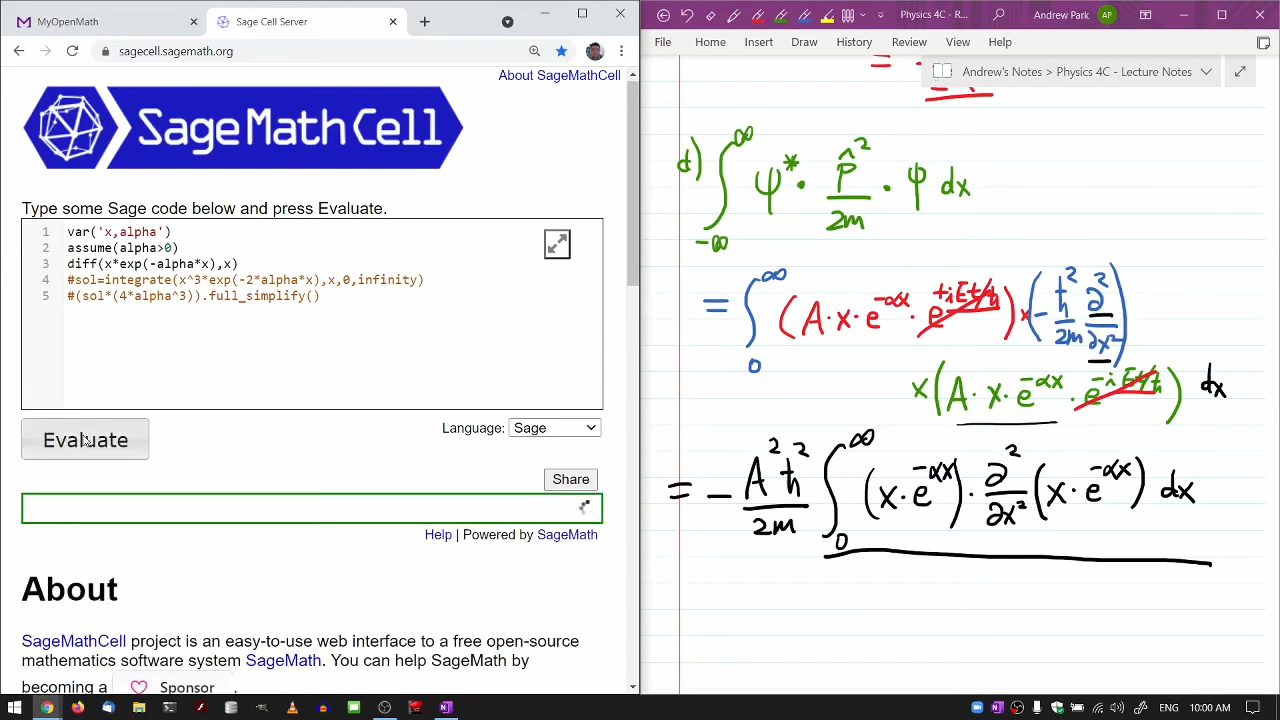 MyOpenMath
Sage Cell Server
sagecell.sagemath.org
About SageMathCell
SageMathCell
Type some Sage code below and press Evaluate.
1 var('x,alpha')
2 assume(alpha>0)
3 diff(x*exp(-alpha*x),x)
4 #sol=integrate(x^3*exp(-2*alpha*x),x,0,infinity)
5 #(sol*(4*alpha^3)).full_simplify()
Evaluate
Language: Sage
Share
Help | Powered by SageMath
About
SageMathCell project is an easy-to-use web interface to a free open-source
mathematics software system SageMath. You can help SageMath by
becoming a Sponsor .
Physics 4C - R...
Andrew Park AP
File Home Insert Draw History Review View Help
Andrew's Notes > Physics 4C - Lecture Notes
d) ∫_{-∞}^{∞} ψ* · p̂²/2m · ψ dx
= ∫_0^∞ (A·x·e^{-αx}·e^{+iEt/ħ}) × (-ħ²/2m ∂²/∂x²)
×(A·x·e^{-αx}·e^{-iEt/ħ}) dx
= - A²ħ²/2m ∫_0^∞ (x·e^{-αx})·∂²/∂x² (x·e^{-αx}) dx
10:00 AM